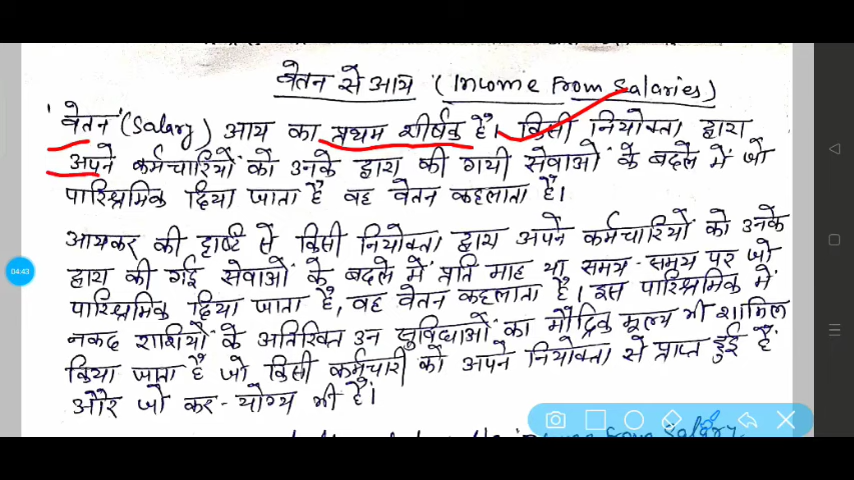 वेतन से आय (Income From Salaries)
'वेतन' (Salary) आय का प्रथम शीर्षक है। किसी नियोक्ता द्वारा
अपने कर्मचारियों को उनके द्वारा की गयी सेवाओं के बदले में जो
पारिश्रमिक दिया जाता है वह वेतन कहलाता है।
आयकर की दृष्टि से किसी नियोक्ता द्वारा अपने कर्मचारियों को उनके
द्वारा की गई सेवाओं के बदले में प्रति माह या समय-समय पर जो
पारिश्रमिक दिया जाता है, वह वेतन कहलाता है। इस पारिश्रमिक में
नकद राशियों के अतिरिक्त उन सुविधाओं का मौद्रिक मूल्य भी शामिल
किया जाता है जो किसी कर्मचारी को अपने नियोक्ता से प्राप्त हुई हैं
और जो कर-योग्य भी है।
04:43
from Salary